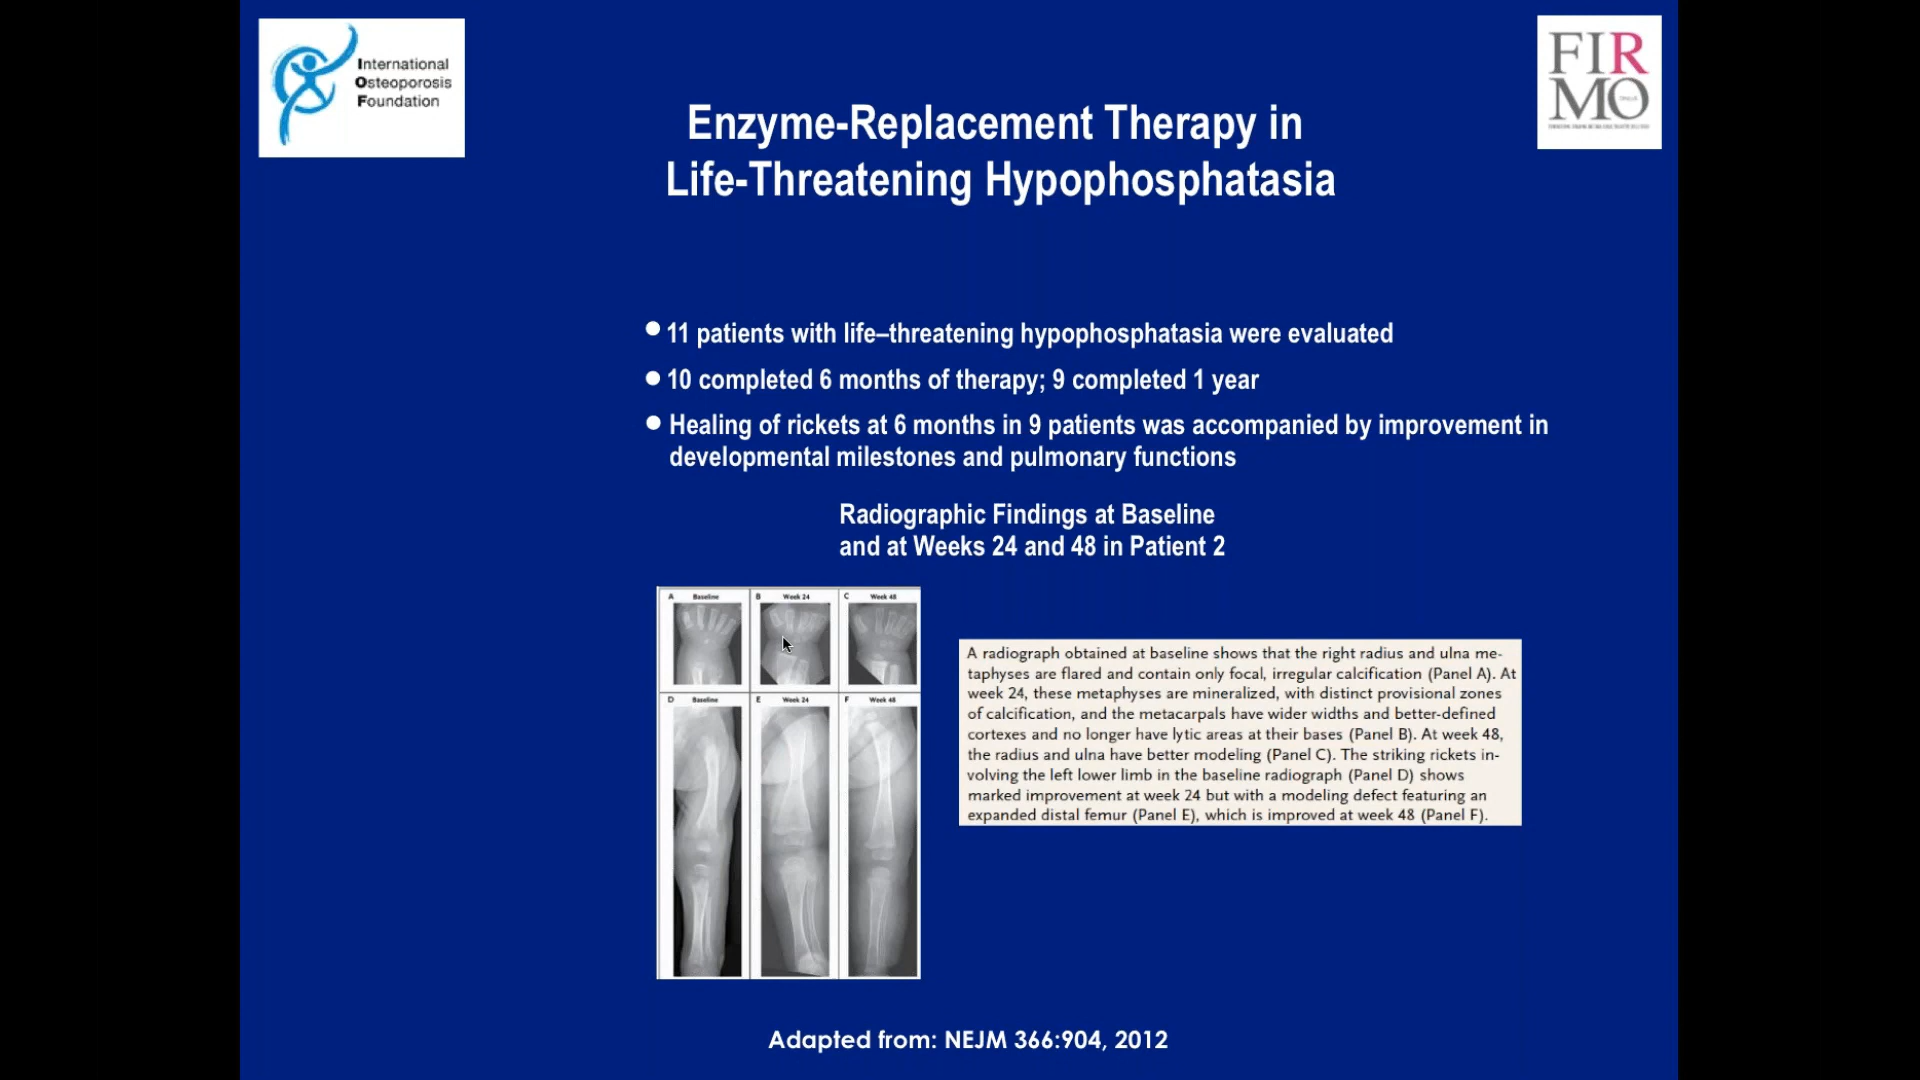 International
Osteoporosis
Foundation
FIR
MO
Enzyme-Replacement Therapy in
Life-Threatening Hypophosphatasia
11 patients with life–threatening hypophosphatasia were evaluated
10 completed 6 months of therapy; 9 completed 1 year
Healing of rickets at 6 months in 9 patients was accompanied by improvement in
developmental milestones and pulmonary functions
Radiographic Findings at Baseline
and at Weeks 24 and 48 in Patient 2
A Baseline B Week 24 C Week 48
D Baseline E Week 24 F Week 48
A radiograph obtained at baseline shows that the right radius and ulna me-
taphyses are flared and contain only focal, irregular calcification (Panel A). At
week 24, these metaphyses are mineralized, with distinct provisional zones
of calcification, and the metacarpals have wider widths and better-defined
cortexes and no longer have lytic areas at their bases (Panel B). At week 48,
the radius and ulna have better modeling (Panel C). The striking rickets in-
volving the left lower limb in the baseline radiograph (Panel D) shows
marked improvement at week 24 but with a modeling defect featuring an
expanded distal femur (Panel E), which is improved at week 48 (Panel F).
Adapted from: NEJM 366:904, 2012